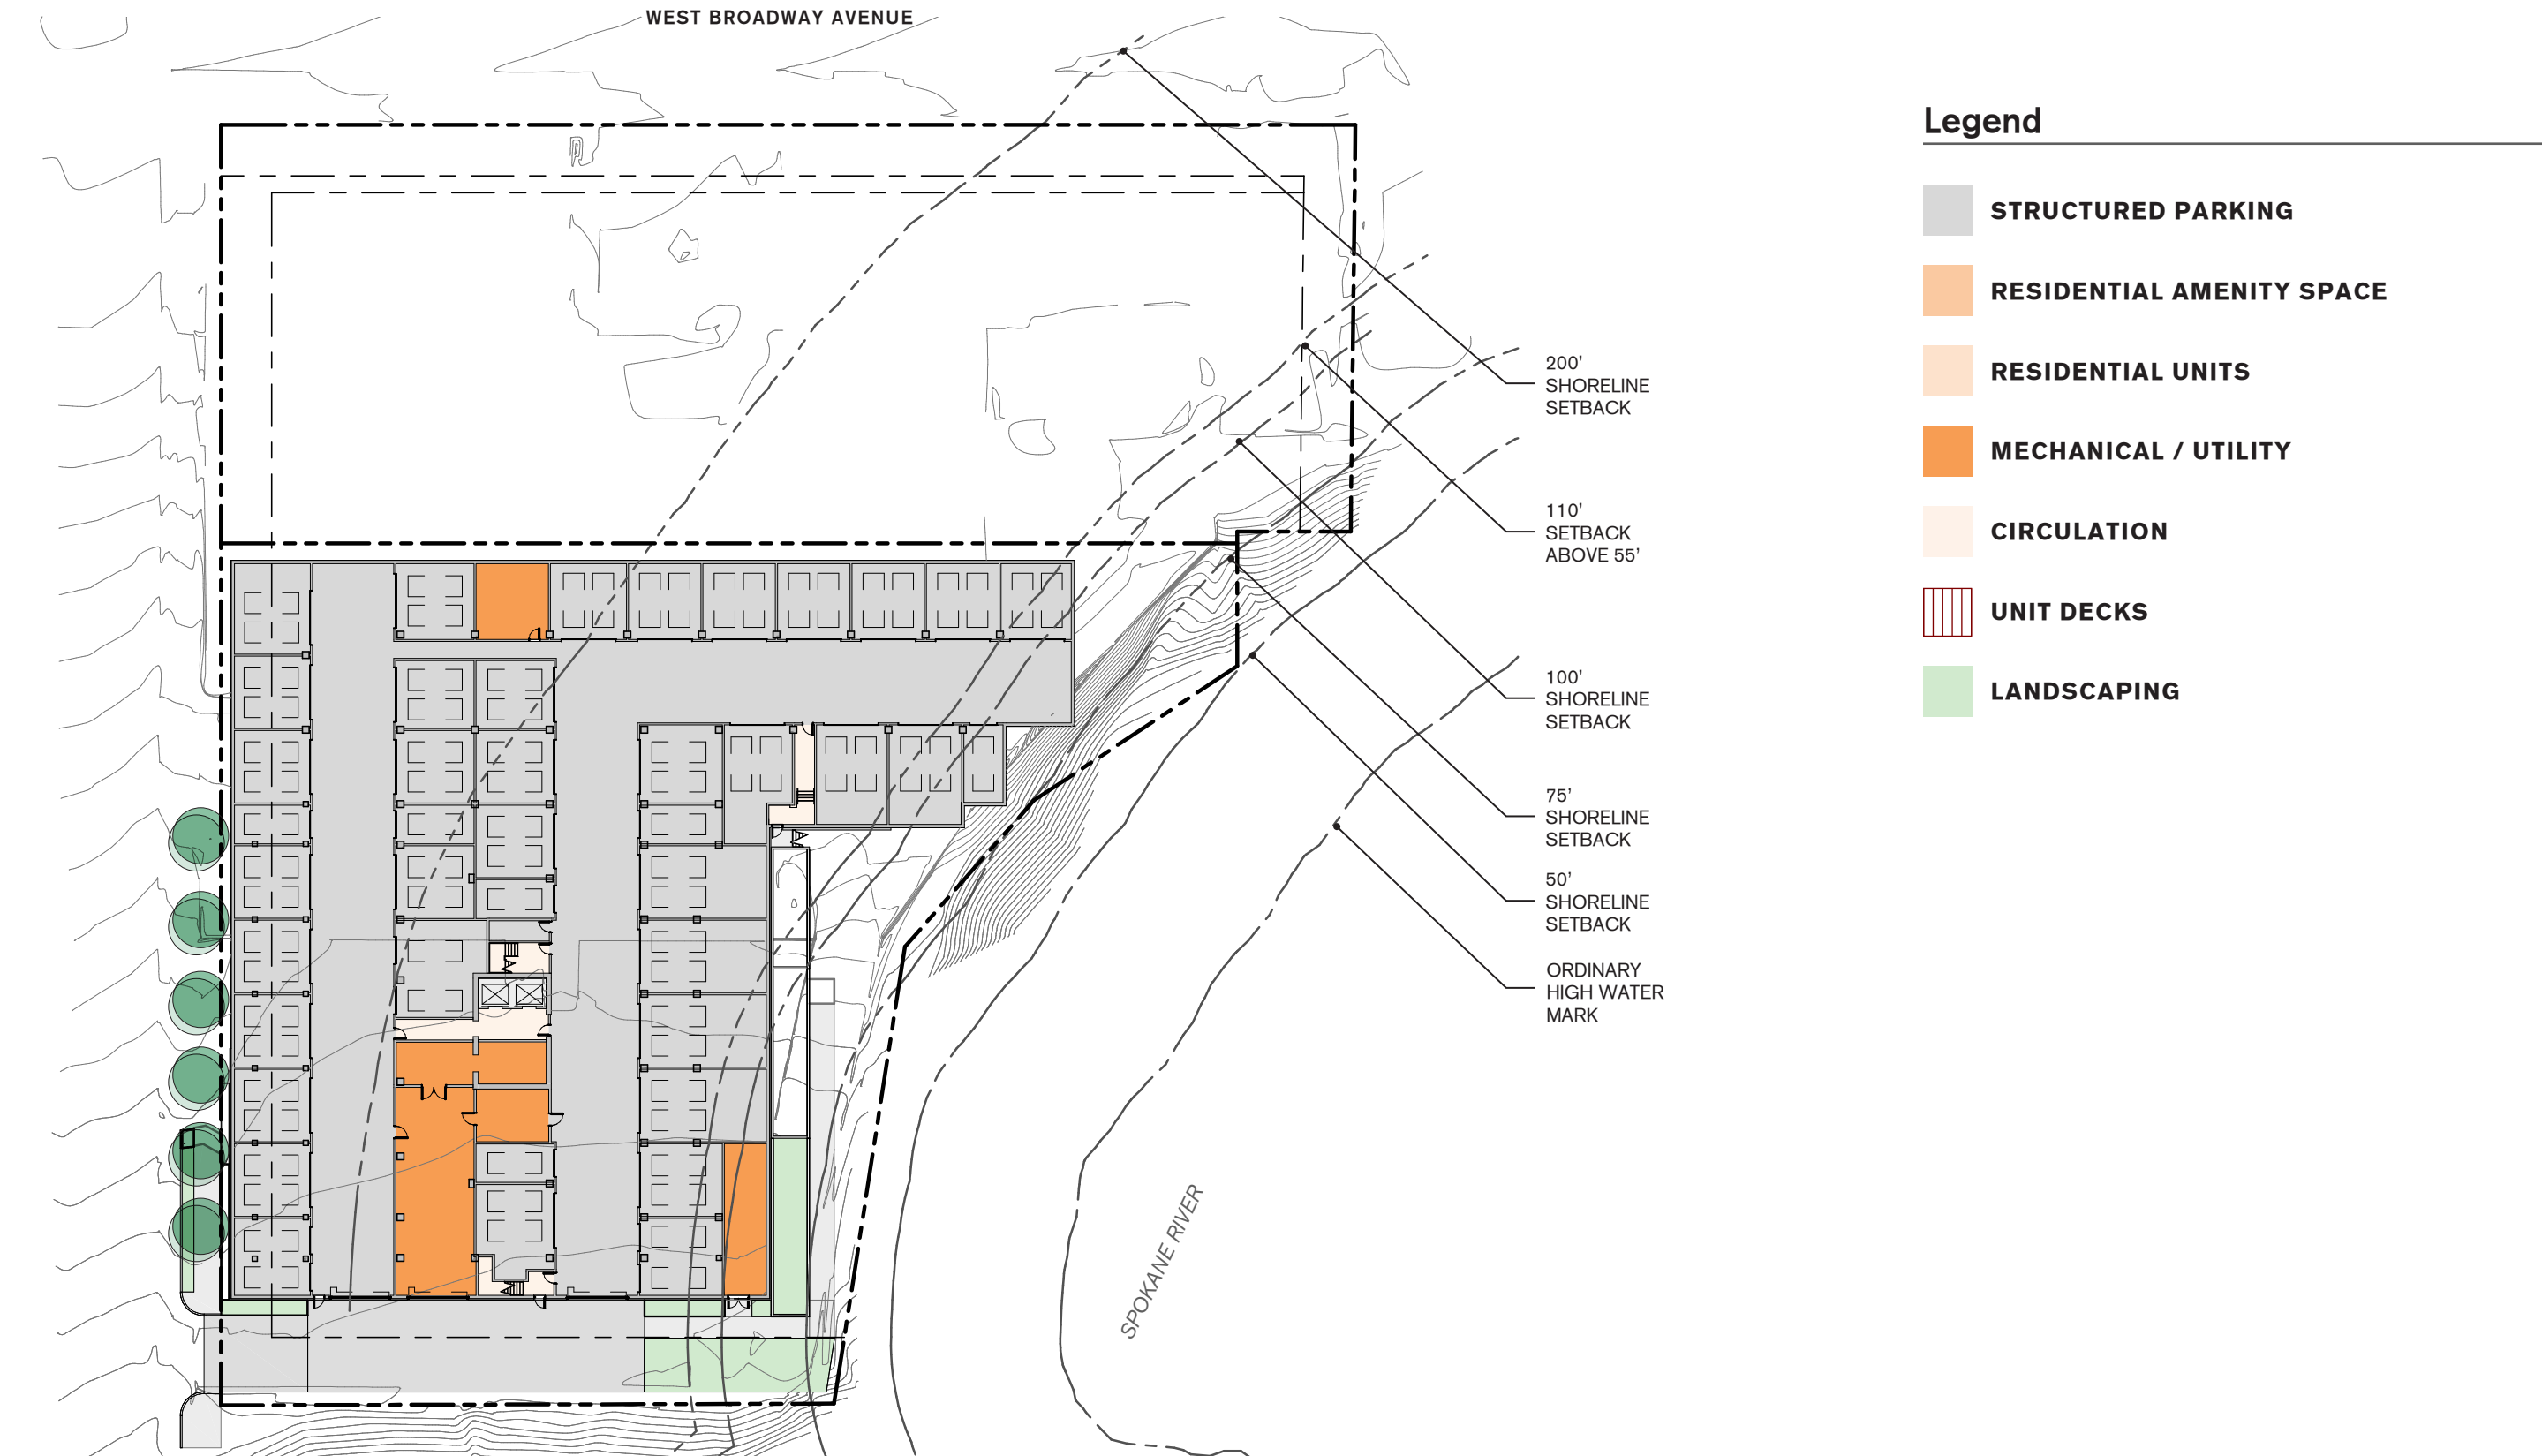 WEST BROADWAY AVENUE
Legend
STRUCTURED PARKING
RESIDENTIAL AMENITY SPACE
RESIDENTIAL UNITS
MECHANICAL / UTILITY
CIRCULATION
UNIT DECKS
LANDSCAPING
200'
SHORELINE
SETBACK
110'
SETBACK
ABOVE 55'
100'
SHORELINE
SETBACK
75'
SHORELINE
SETBACK
50'
SHORELINE
SETBACK
ORDINARY
HIGH WATER
MARK
SPOKANE RIVER